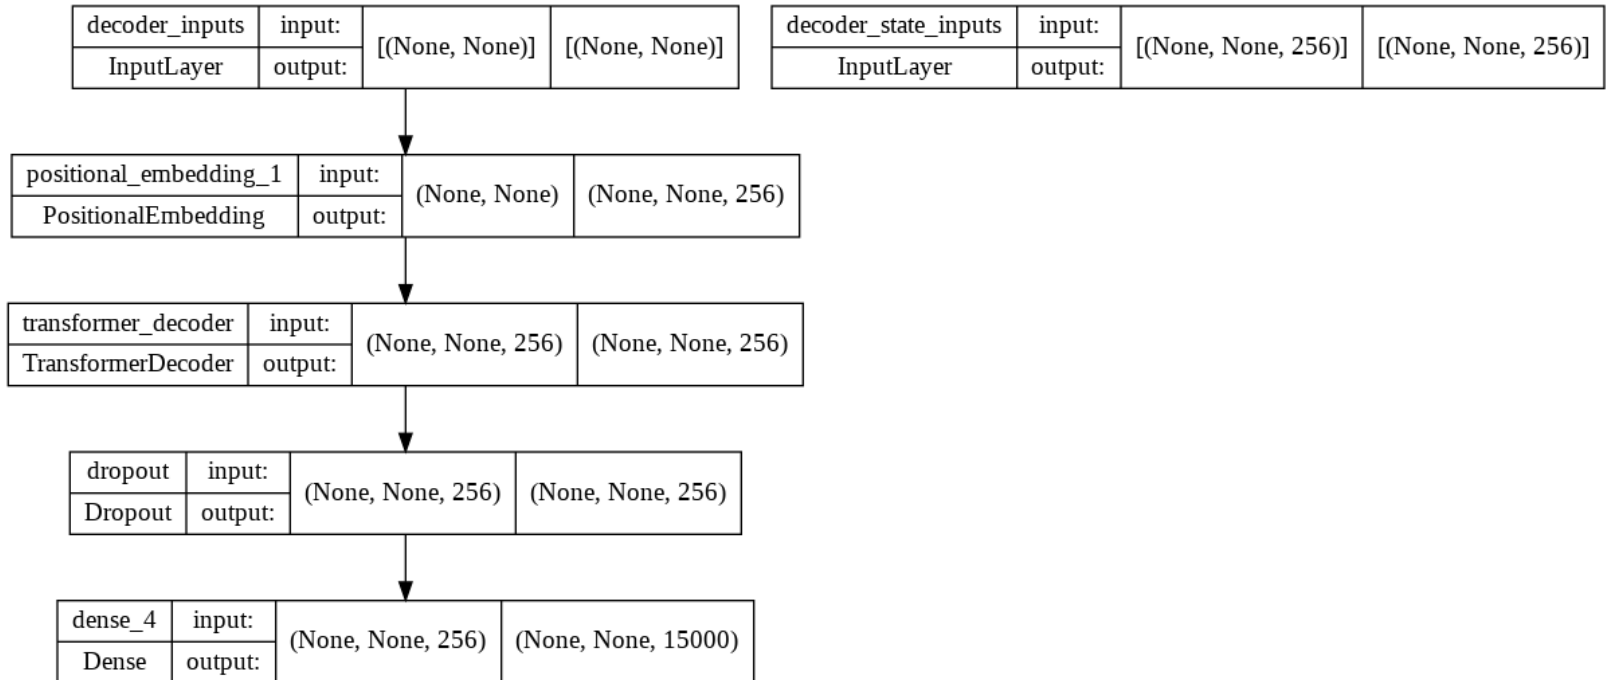 decoder_inputs input: [(None, None)] [(None, None)]
InputLayer output:
decoder_state_inputs input: [(None, None, 256)] [(None, None, 256)]
InputLayer output:
positional_embedding_1 input: (None, None) (None, None, 256)
PositionalEmbedding output:
transformer_decoder input: (None, None, 256) (None, None, 256)
TransformerDecoder output:
dropout input: (None, None, 256) (None, None, 256)
Dropout output:
dense_4 input: (None, None, 256) (None, None, 15000)
Dense output: